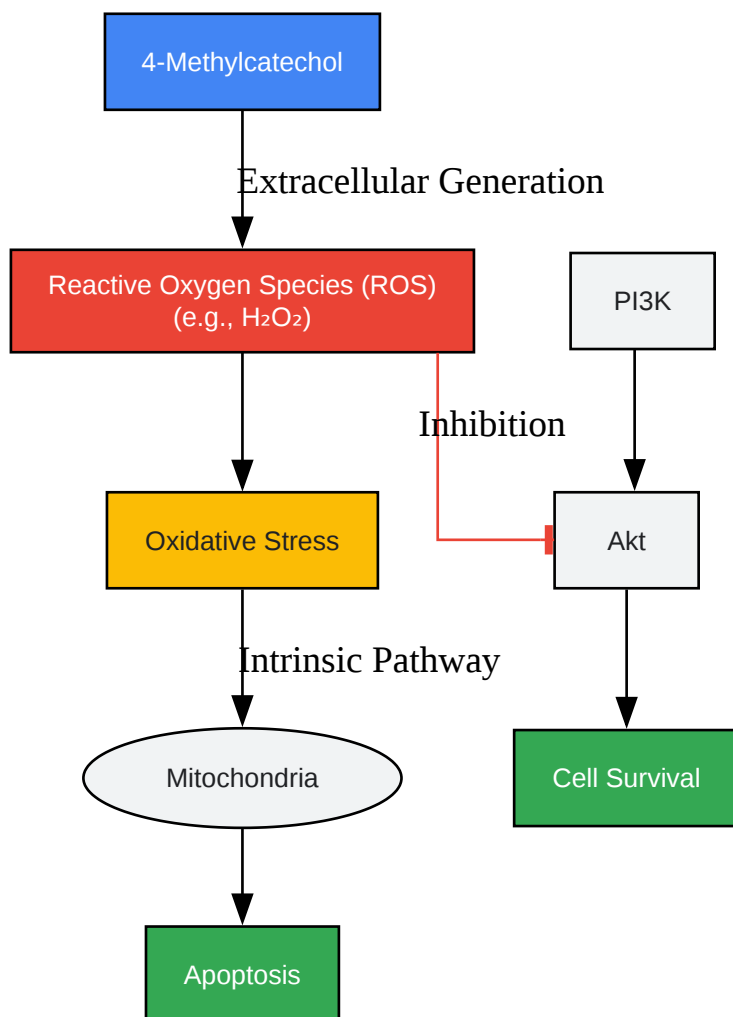 4-Methylcatechol
Extracellular Generation
Reactive Oxygen Species (ROS)
(e.g., H₂O₂)
PI3K
Inhibition
Oxidative Stress
Akt
Intrinsic Pathway
Mitochondria
Cell Survival
Apoptosis